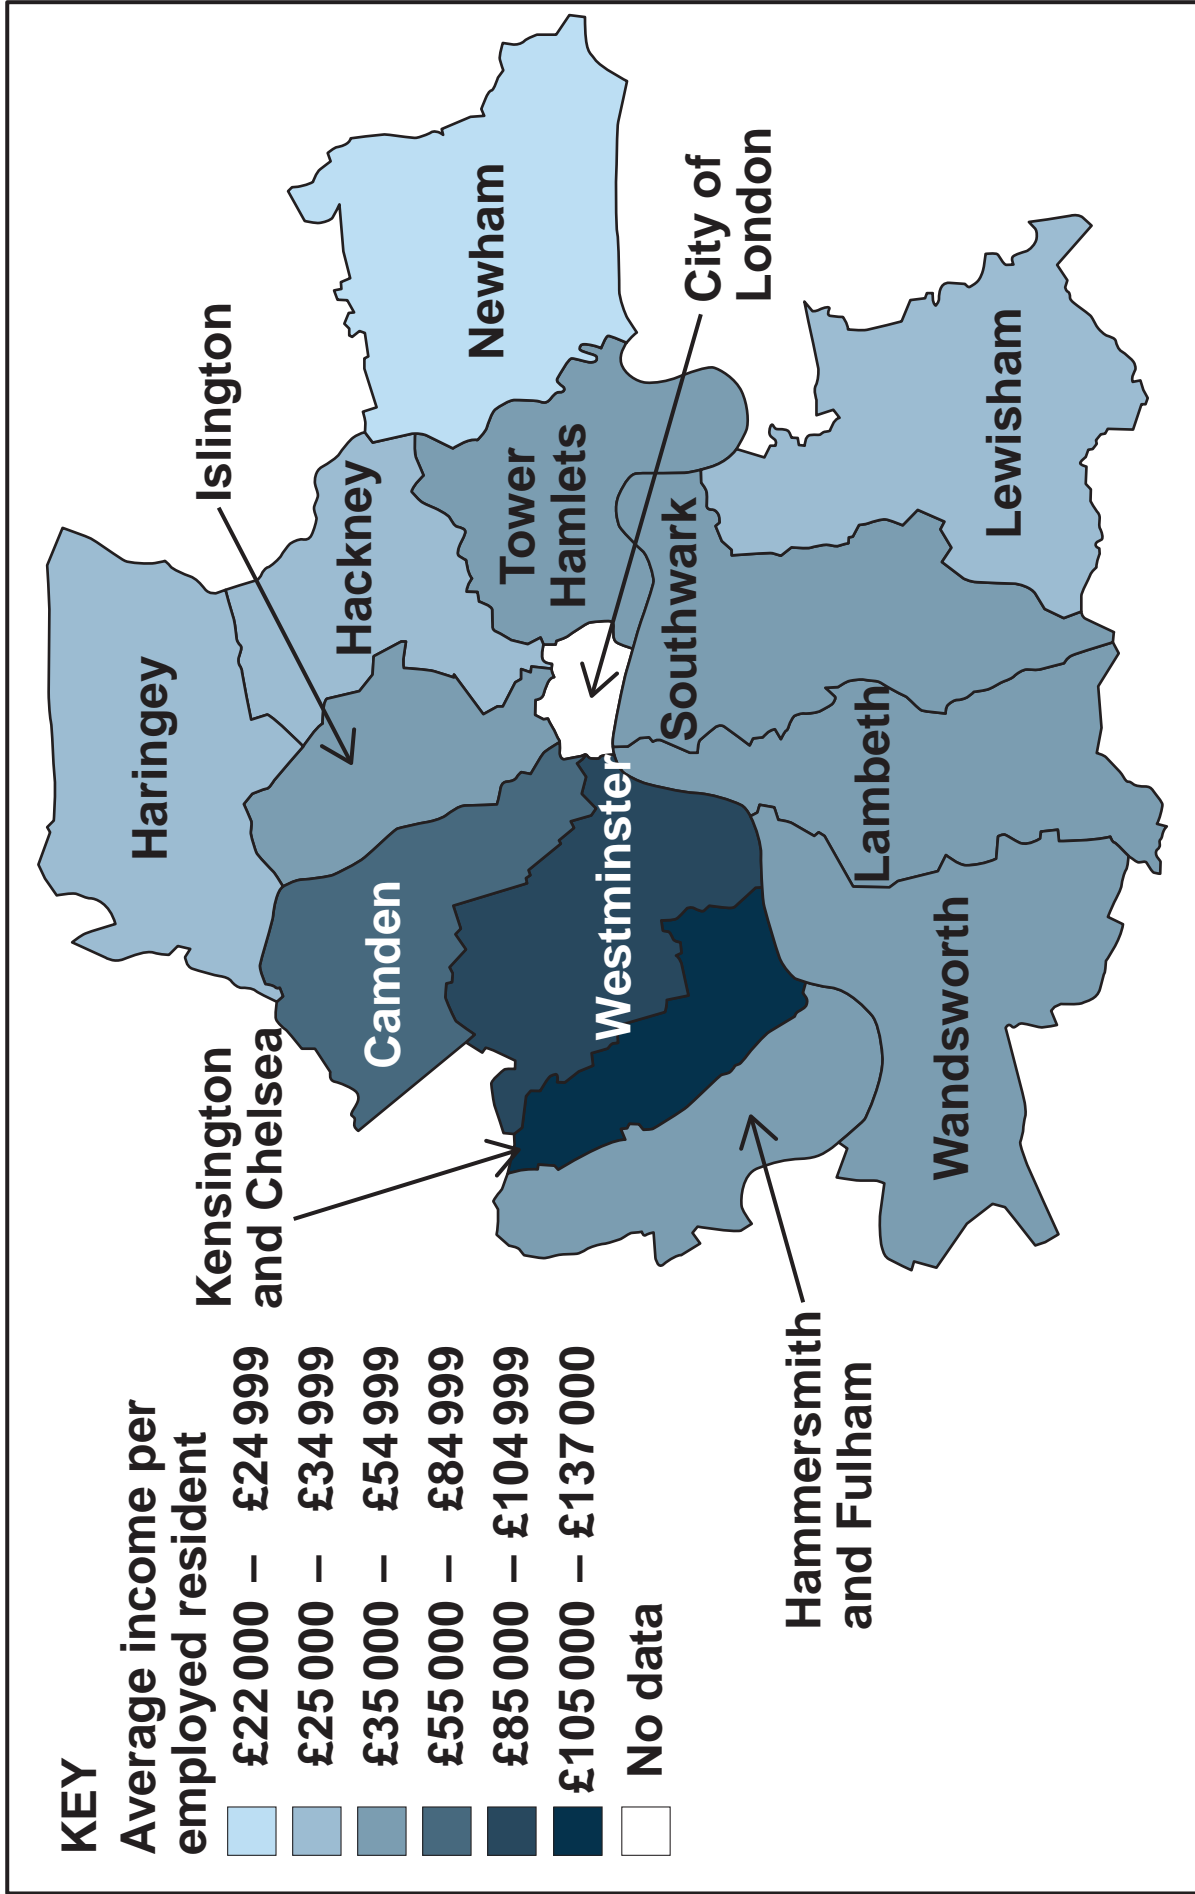 KEY
Average income per
employed resident
£22 000 – £24 999
£25 000 – £34 999
£35 000 – £54 999
£55 000 – £84 999
£85 000 – £104 999
£105 000 – £137 000
No data
Haringey
Islington
Hackney
Kensington
and Chelsea
Camden
Newham
Tower
Hamlets
Westminster
City of
London
Southwark
Hammersmith
and Fulham
Lambeth
Wandsworth
Lewisham